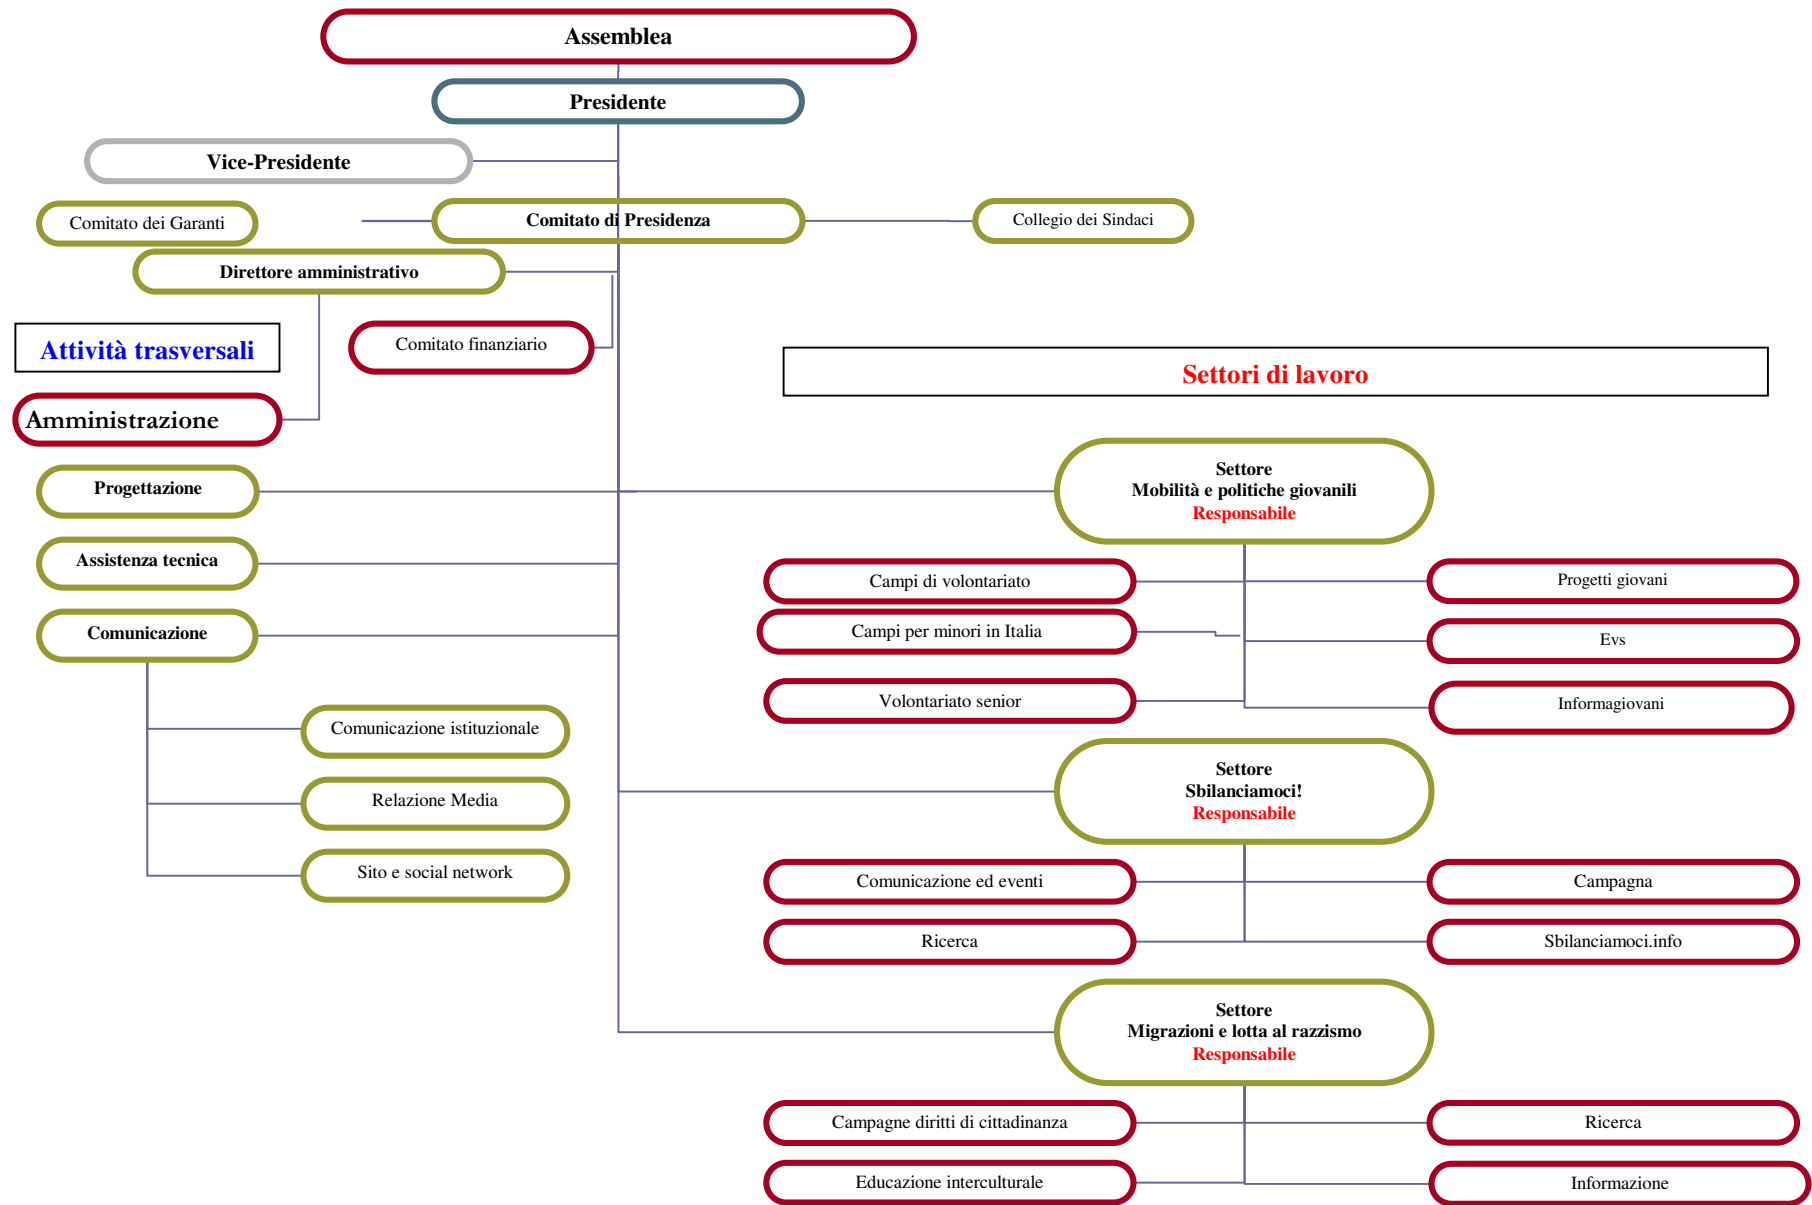 Assemblea
Presidente
Vice-Presidente
Comitato dei Garanti
Comitato di Presidenza
Collegio dei Sindaci
Direttore amministrativo
Attività trasversali
Comitato finanziario
Settori di lavoro
Amministrazione
Progettazione
Assistenza tecnica
Comunicazione
Comunicazione istituzionale
Relazione Media
Sito e social network
Settore
Mobilità e politiche giovanili
Responsabile
Campi di volontariato
Progetti giovani
Campi per minori in Italia
Evs
Volontariato senior
Informagiovani
Settore
Sbilanciamoci!
Responsabile
Comunicazione ed eventi
Campagna
Ricerca
Sbilanciamoci.info
Settore
Migrazioni e lotta al razzismo
Responsabile
Campagne diritti di cittadinanza
Ricerca
Educazione interculturale
Informazione